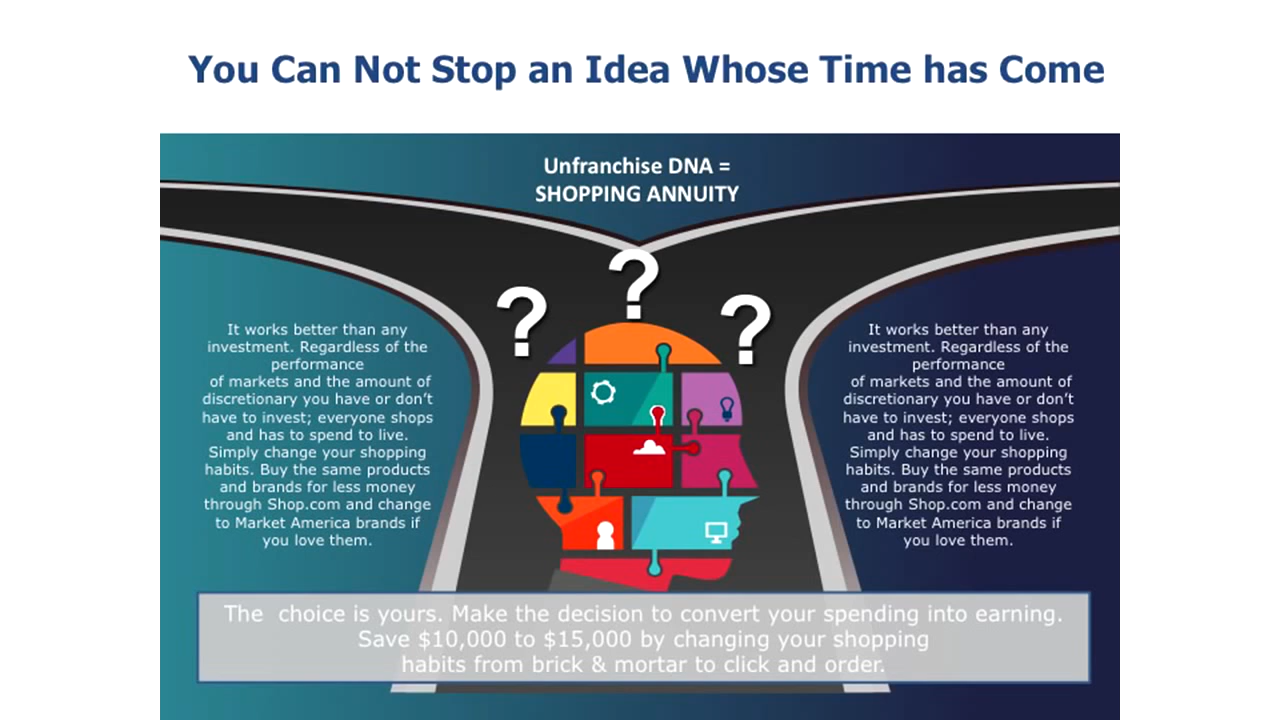 You Can Not Stop an Idea Whose Time has Come
Unfranchise DNA =
SHOPPING ANNUITY
?
?
?
It works better than any
investment. Regardless of the
performance
of markets and the amount of
discretionary you have or don’t
have to invest; everyone shops
and has to spend to live.
Simply change your shopping
habits. Buy the same products
and brands for less money
through Shop.com and change
to Market America brands if
you love them.
It works better than any
investment. Regardless of the
performance
of markets and the amount of
discretionary you have or don’t
have to invest; everyone shops
and has to spend to live.
Simply change your shopping
habits. Buy the same products
and brands for less money
through Shop.com and change
to Market America brands if
you love them.
The  choice is yours. Make the decision to convert your spending into earning.
Save $10,000 to $15,000 by changing your shopping
habits from brick & mortar to click and order.